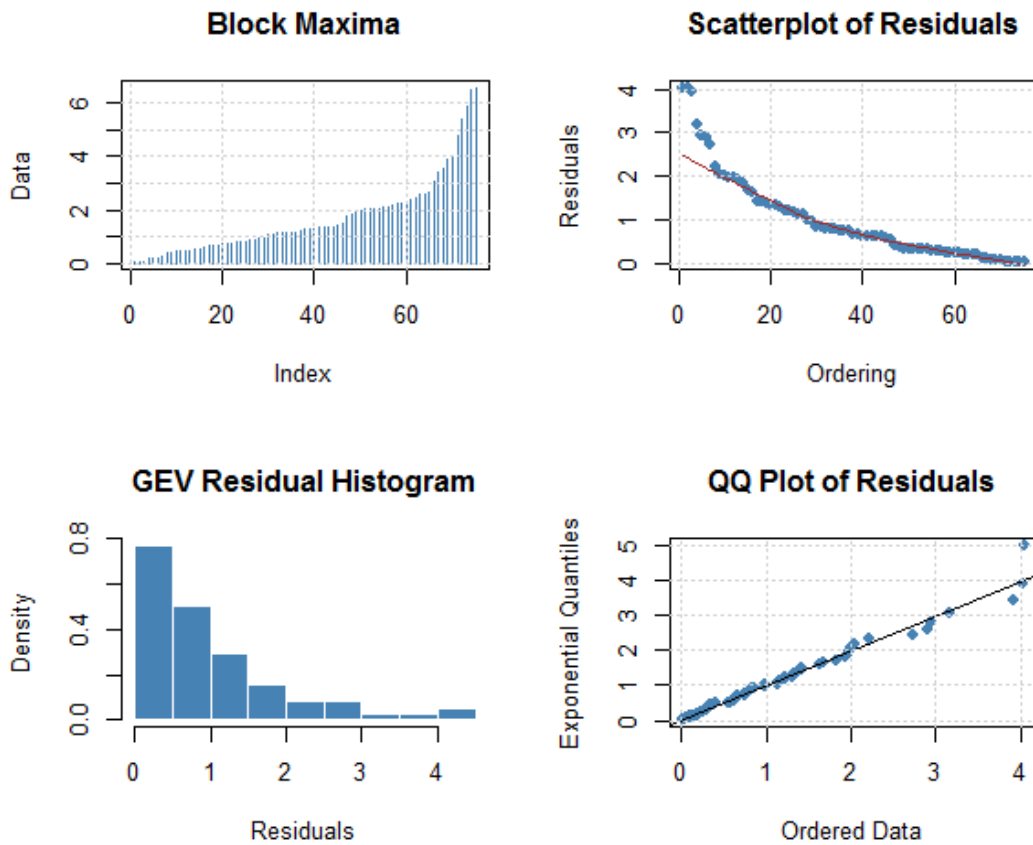 Block Maxima
Data
0 2 4 6
0 20 40 60
Index
Scatterplot of Residuals
Residuals
0 1 2 3 4
0 20 40 60
Ordering
GEV Residual Histogram
Density
0.0 0.4 0.8
0 1 2 3 4
Residuals
QQ Plot of Residuals
Exponential Quantiles
0 1 2 3 4 5
0 1 2 3 4
Ordered Data